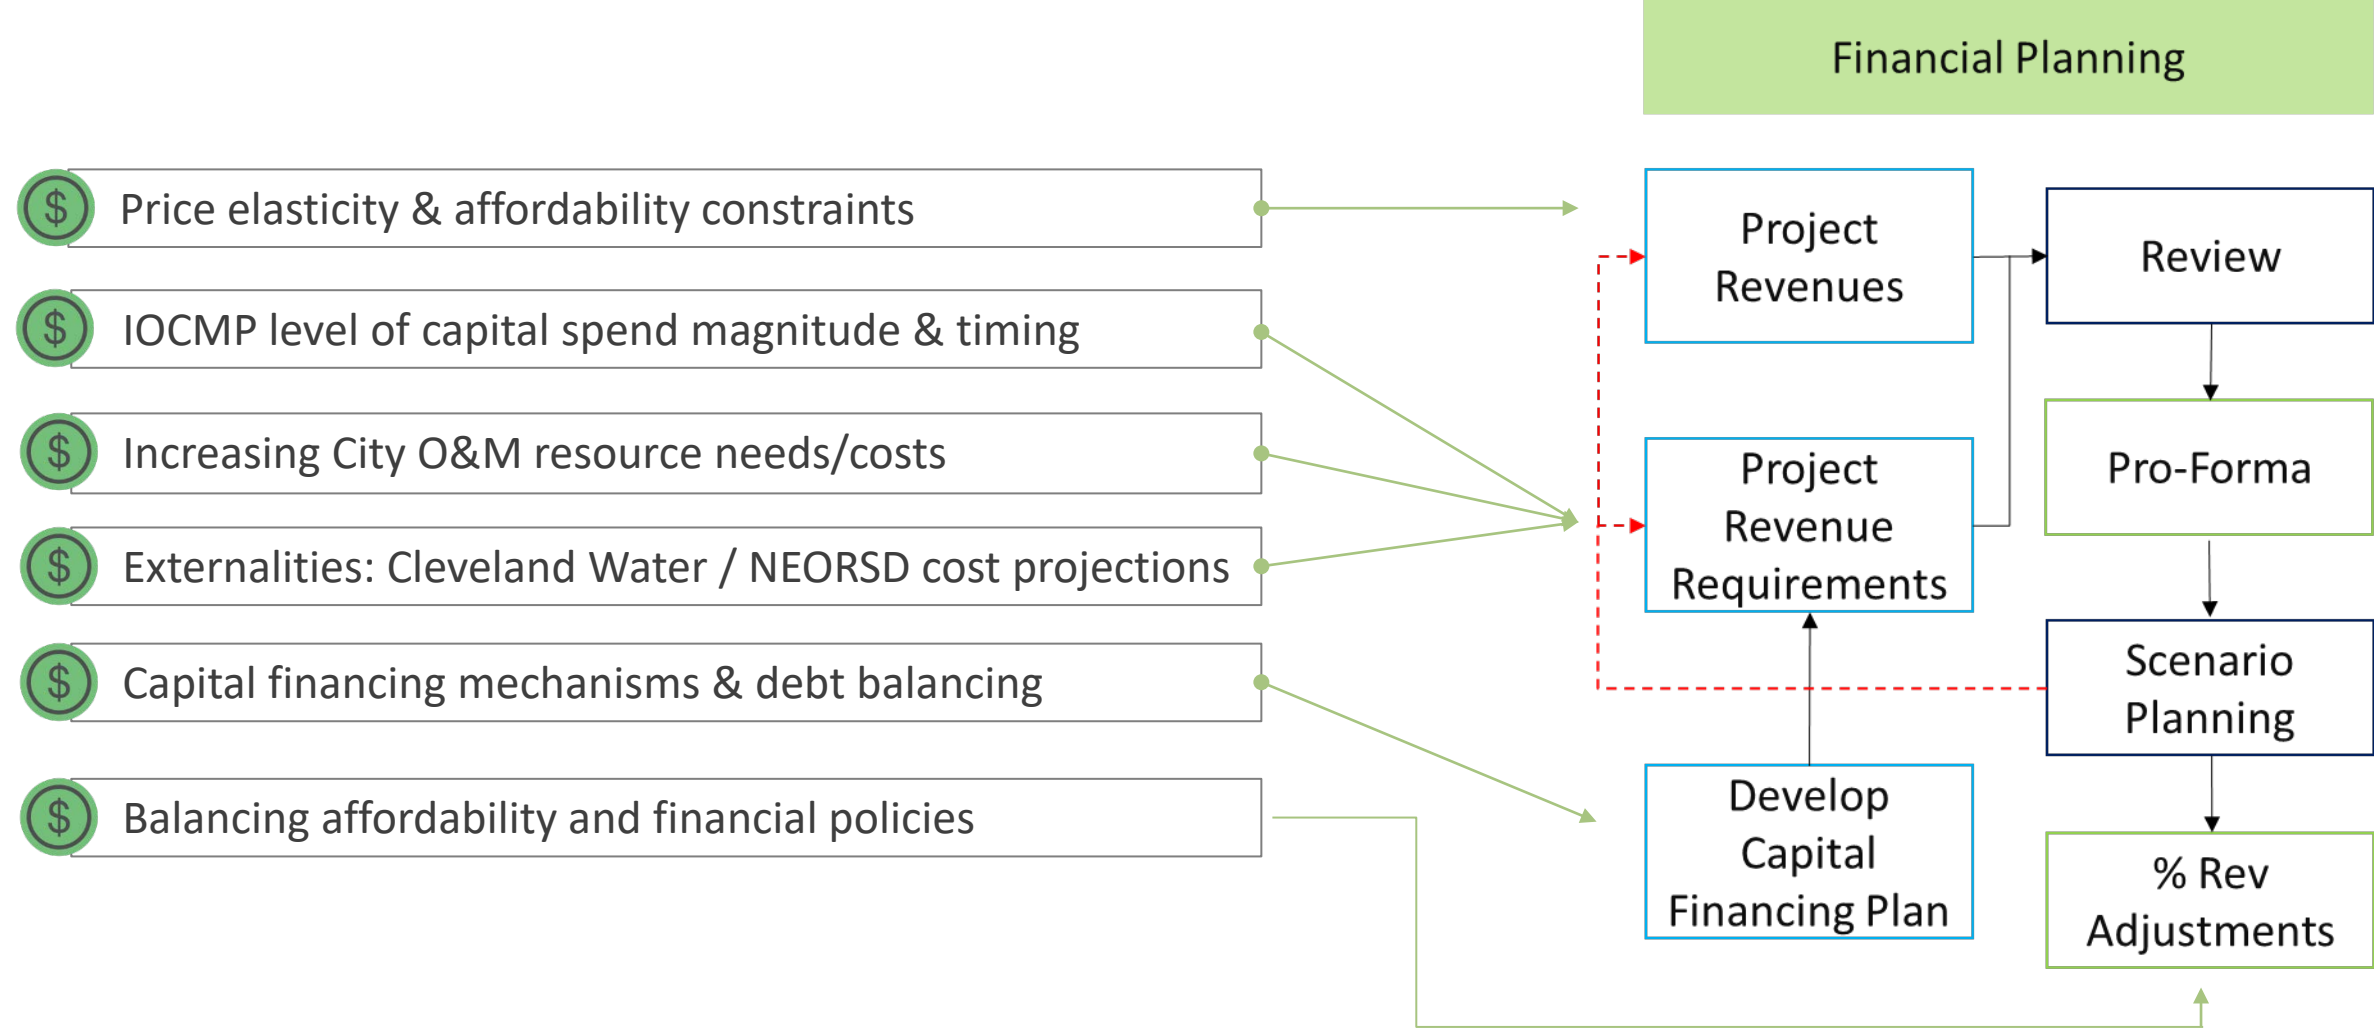 Financial Planning
$ Price elasticity & affordability constraints
$ IOCMP level of capital spend magnitude & timing
$ Increasing City O&M resource needs/costs
$ Externalities: Cleveland Water / NEORSD cost projections
$ Capital financing mechanisms & debt balancing
$ Balancing affordability and financial policies
Project
Revenues
Project
Revenue
Requirements
Develop
Capital
Financing Plan
Review
Pro-Forma
Scenario
Planning
% Rev
Adjustments